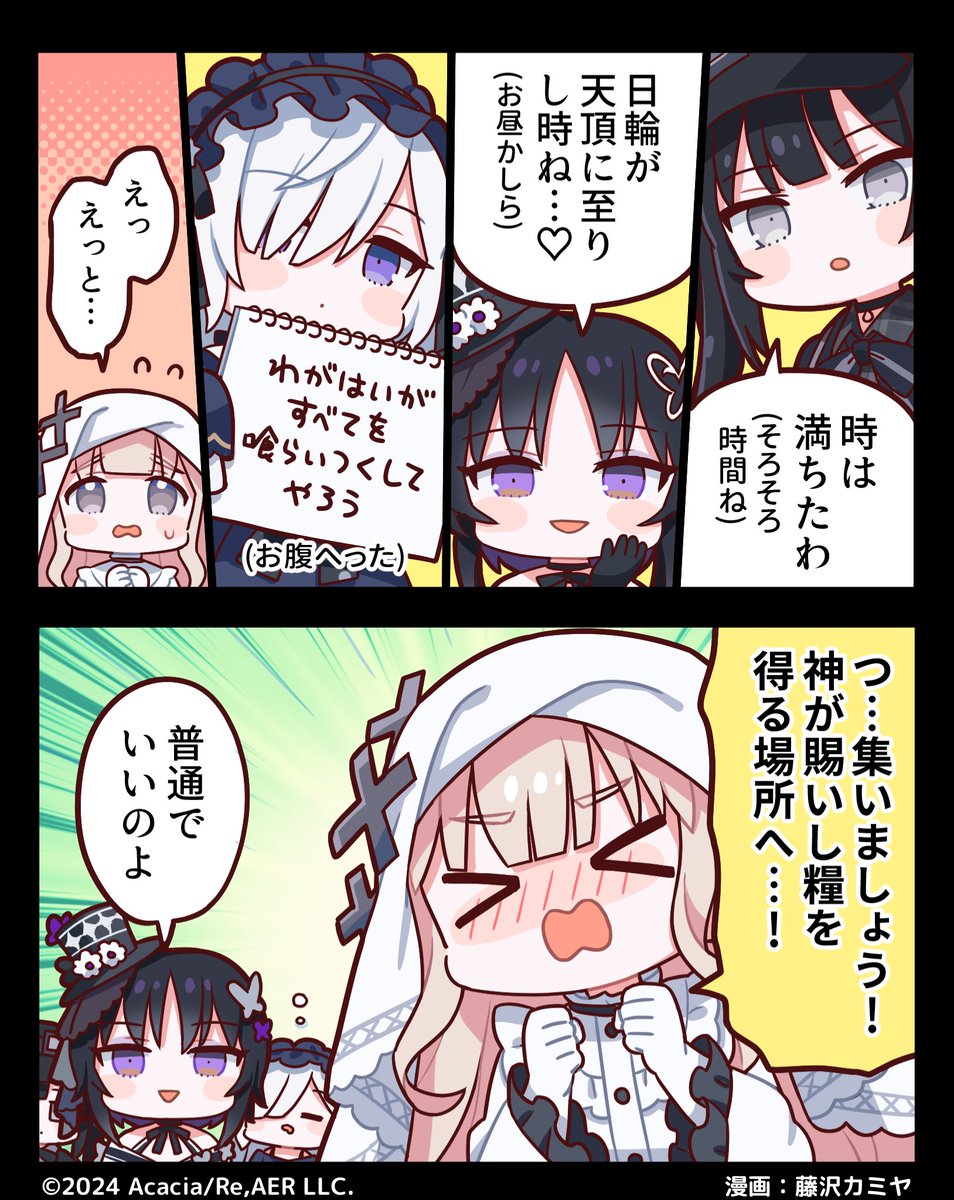 時は
満ちたわ
(そろそろ
時間ね)
日輪が
天頂に至り
し時ね…♡
(お昼かしら)
わがはいが
すべてを
喰らいつくして
やろう
(お腹へった)
えっ
えっと…
つ…集いましょう!
神が賜いし糧を
得る場所へ…!
普通で
いいのよ
©2024 Acacia/Re,AER LLC.
漫画：藤沢カミヤ